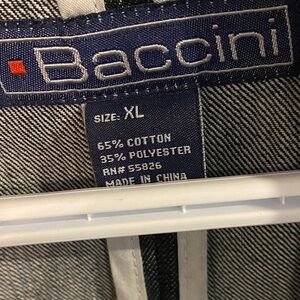 Baccini
SIZE: XL
65% COTTON
35% POLYESTER
RN# 55826
MADE IN CHINA